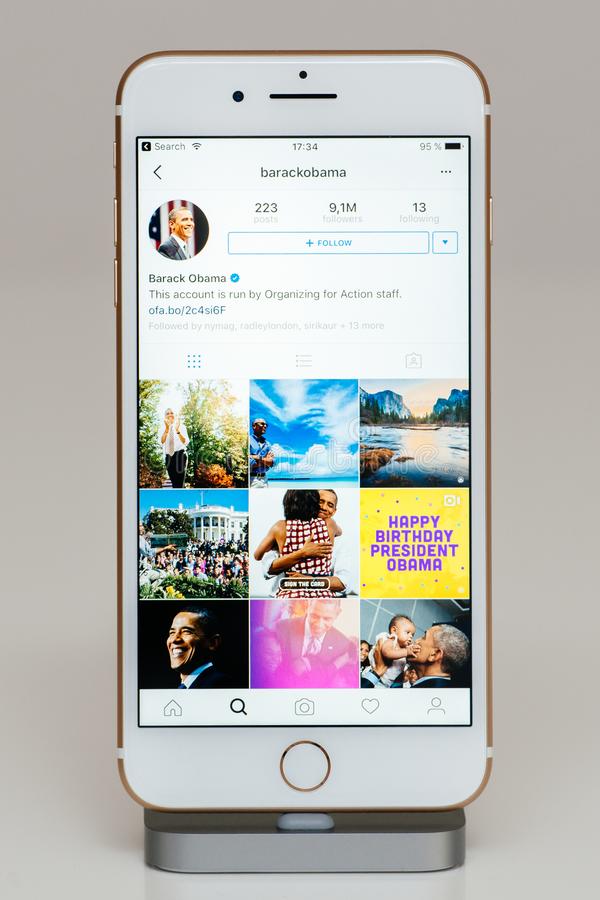 Search 17:34 95 %
barackobama
223 9,1M 13
posts followers following
+ FOLLOW
Barack Obama
This account is run by Organizing for Action staff.
ofa.bo/2c4si6F
Followed by nymag, radleylondon, sirikaur + 13 more
HAPPY
BIRTHDAY
PRESIDENT
OBAMA
SIGN THE CARD